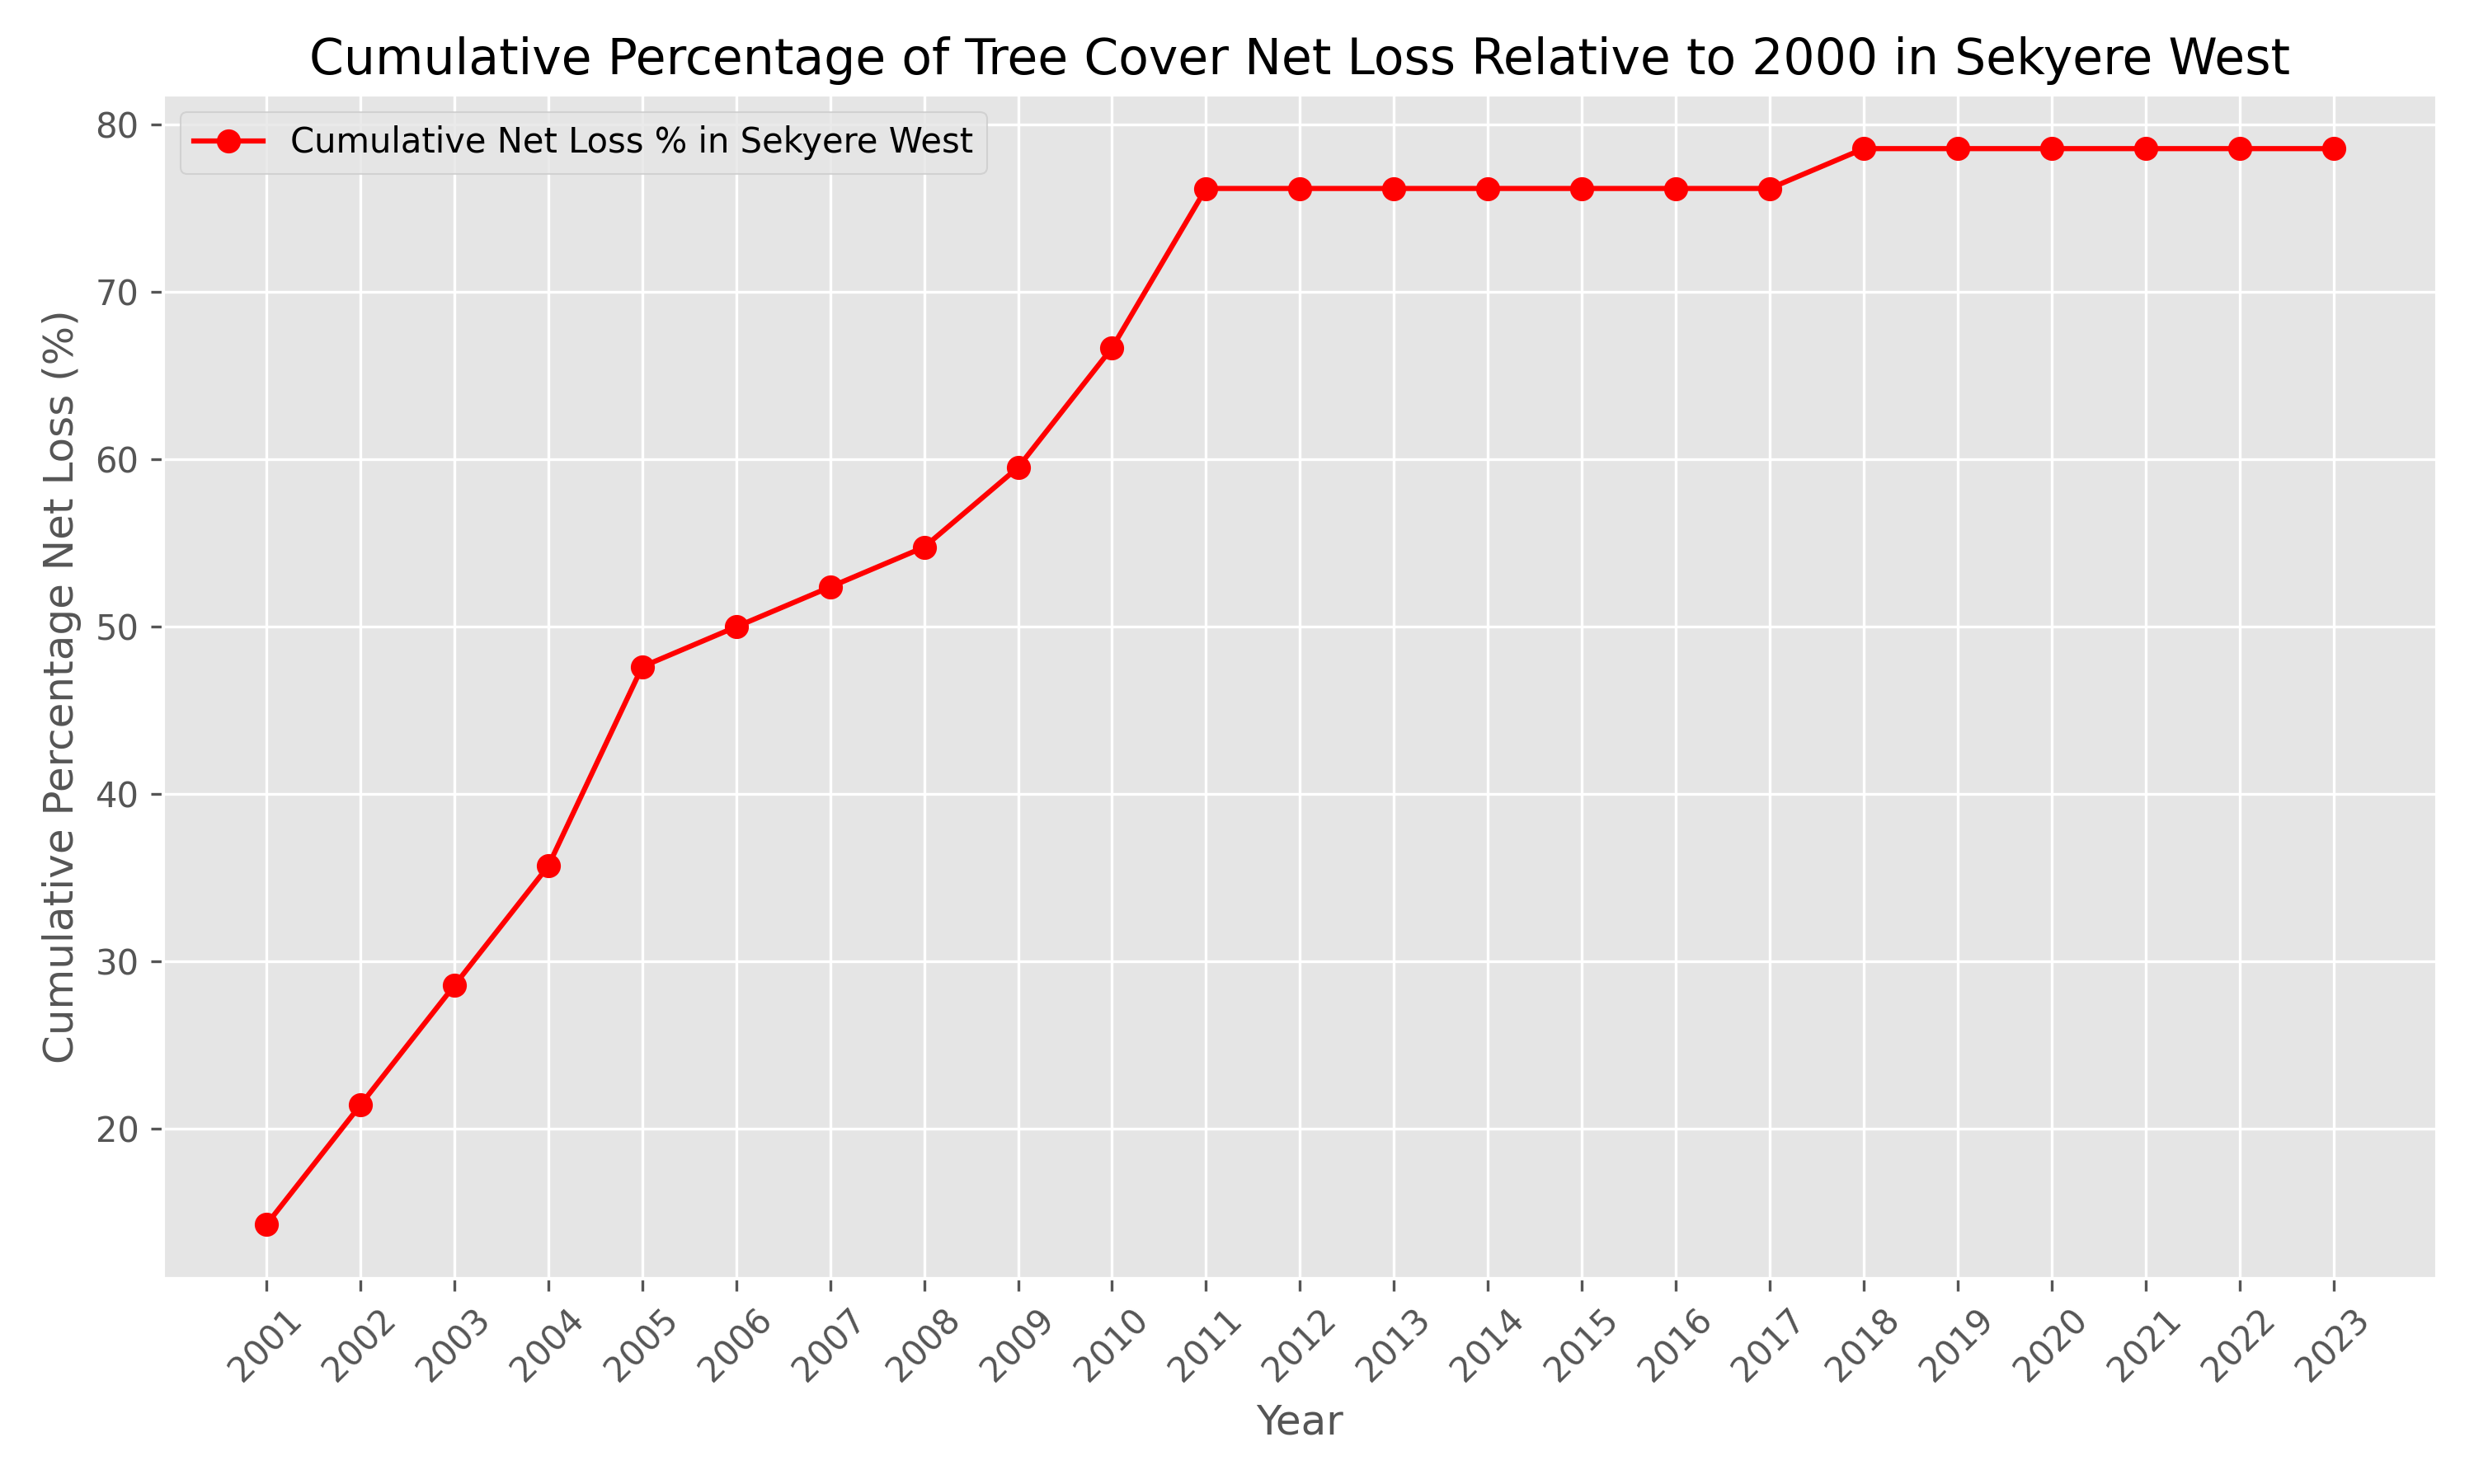 Cumulative Percentage of Tree Cover Net Loss Relative to 2000 in Sekyere West
Cumulative Net Loss % in Sekyere West
Cumulative Percentage Net Loss (%)
80
70
60
50
40
30
20
2001 2002 2003 2004 2005 2006 2007 2008 2009 2010 2011 2012 2013 2014 2015 2016 2017 2018 2019 2020 2021 2022 2023
Year